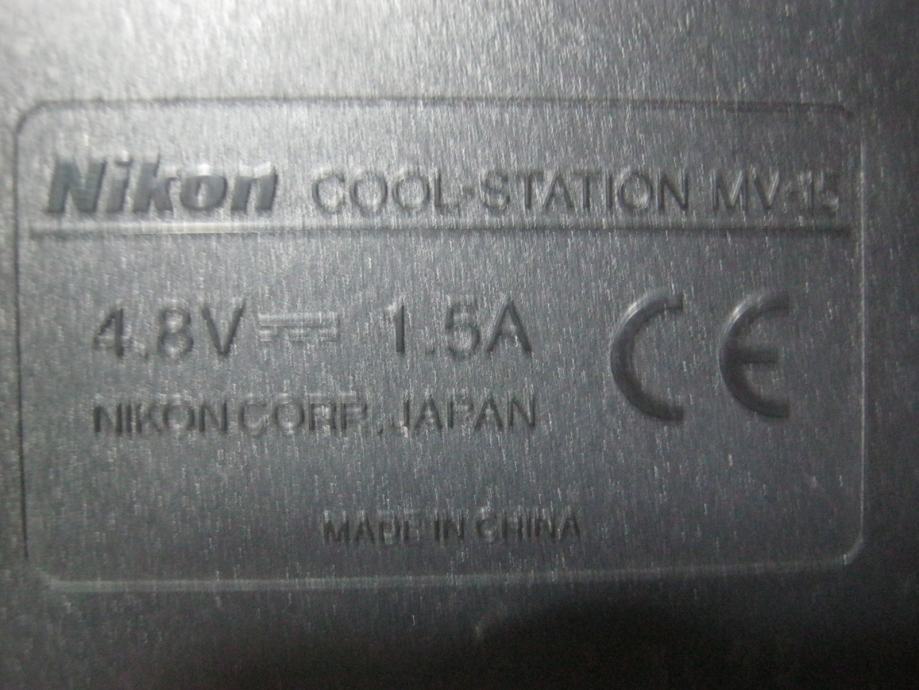 Nikon COOL-STATION MV-15
4.8V ⎓ 1.5A
NIKON CORP. JAPAN
MADE IN CHINA
CE